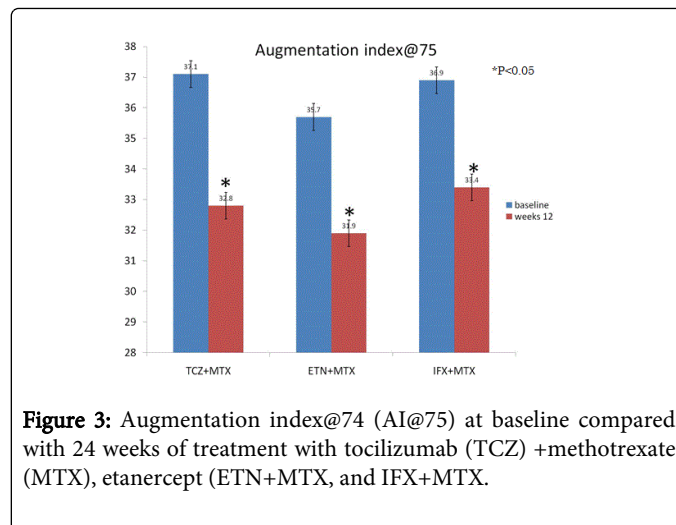 Augmentation index@75
*P<0.05
38
37
36
35
34
33
32
31
30
29
28
37.1
32.8
*
35.7
31.9
*
36.9
33.4
*
TCZ+MTX
ETN+MTX
IFX+MTX
baseline
weeks 12
Figure 3: Augmentation index@74 (AI@75) at baseline compared
with 24 weeks of treatment with tocilizumab (TCZ) +methotrexate
(MTX), etanercept (ETN+MTX, and IFX+MTX.